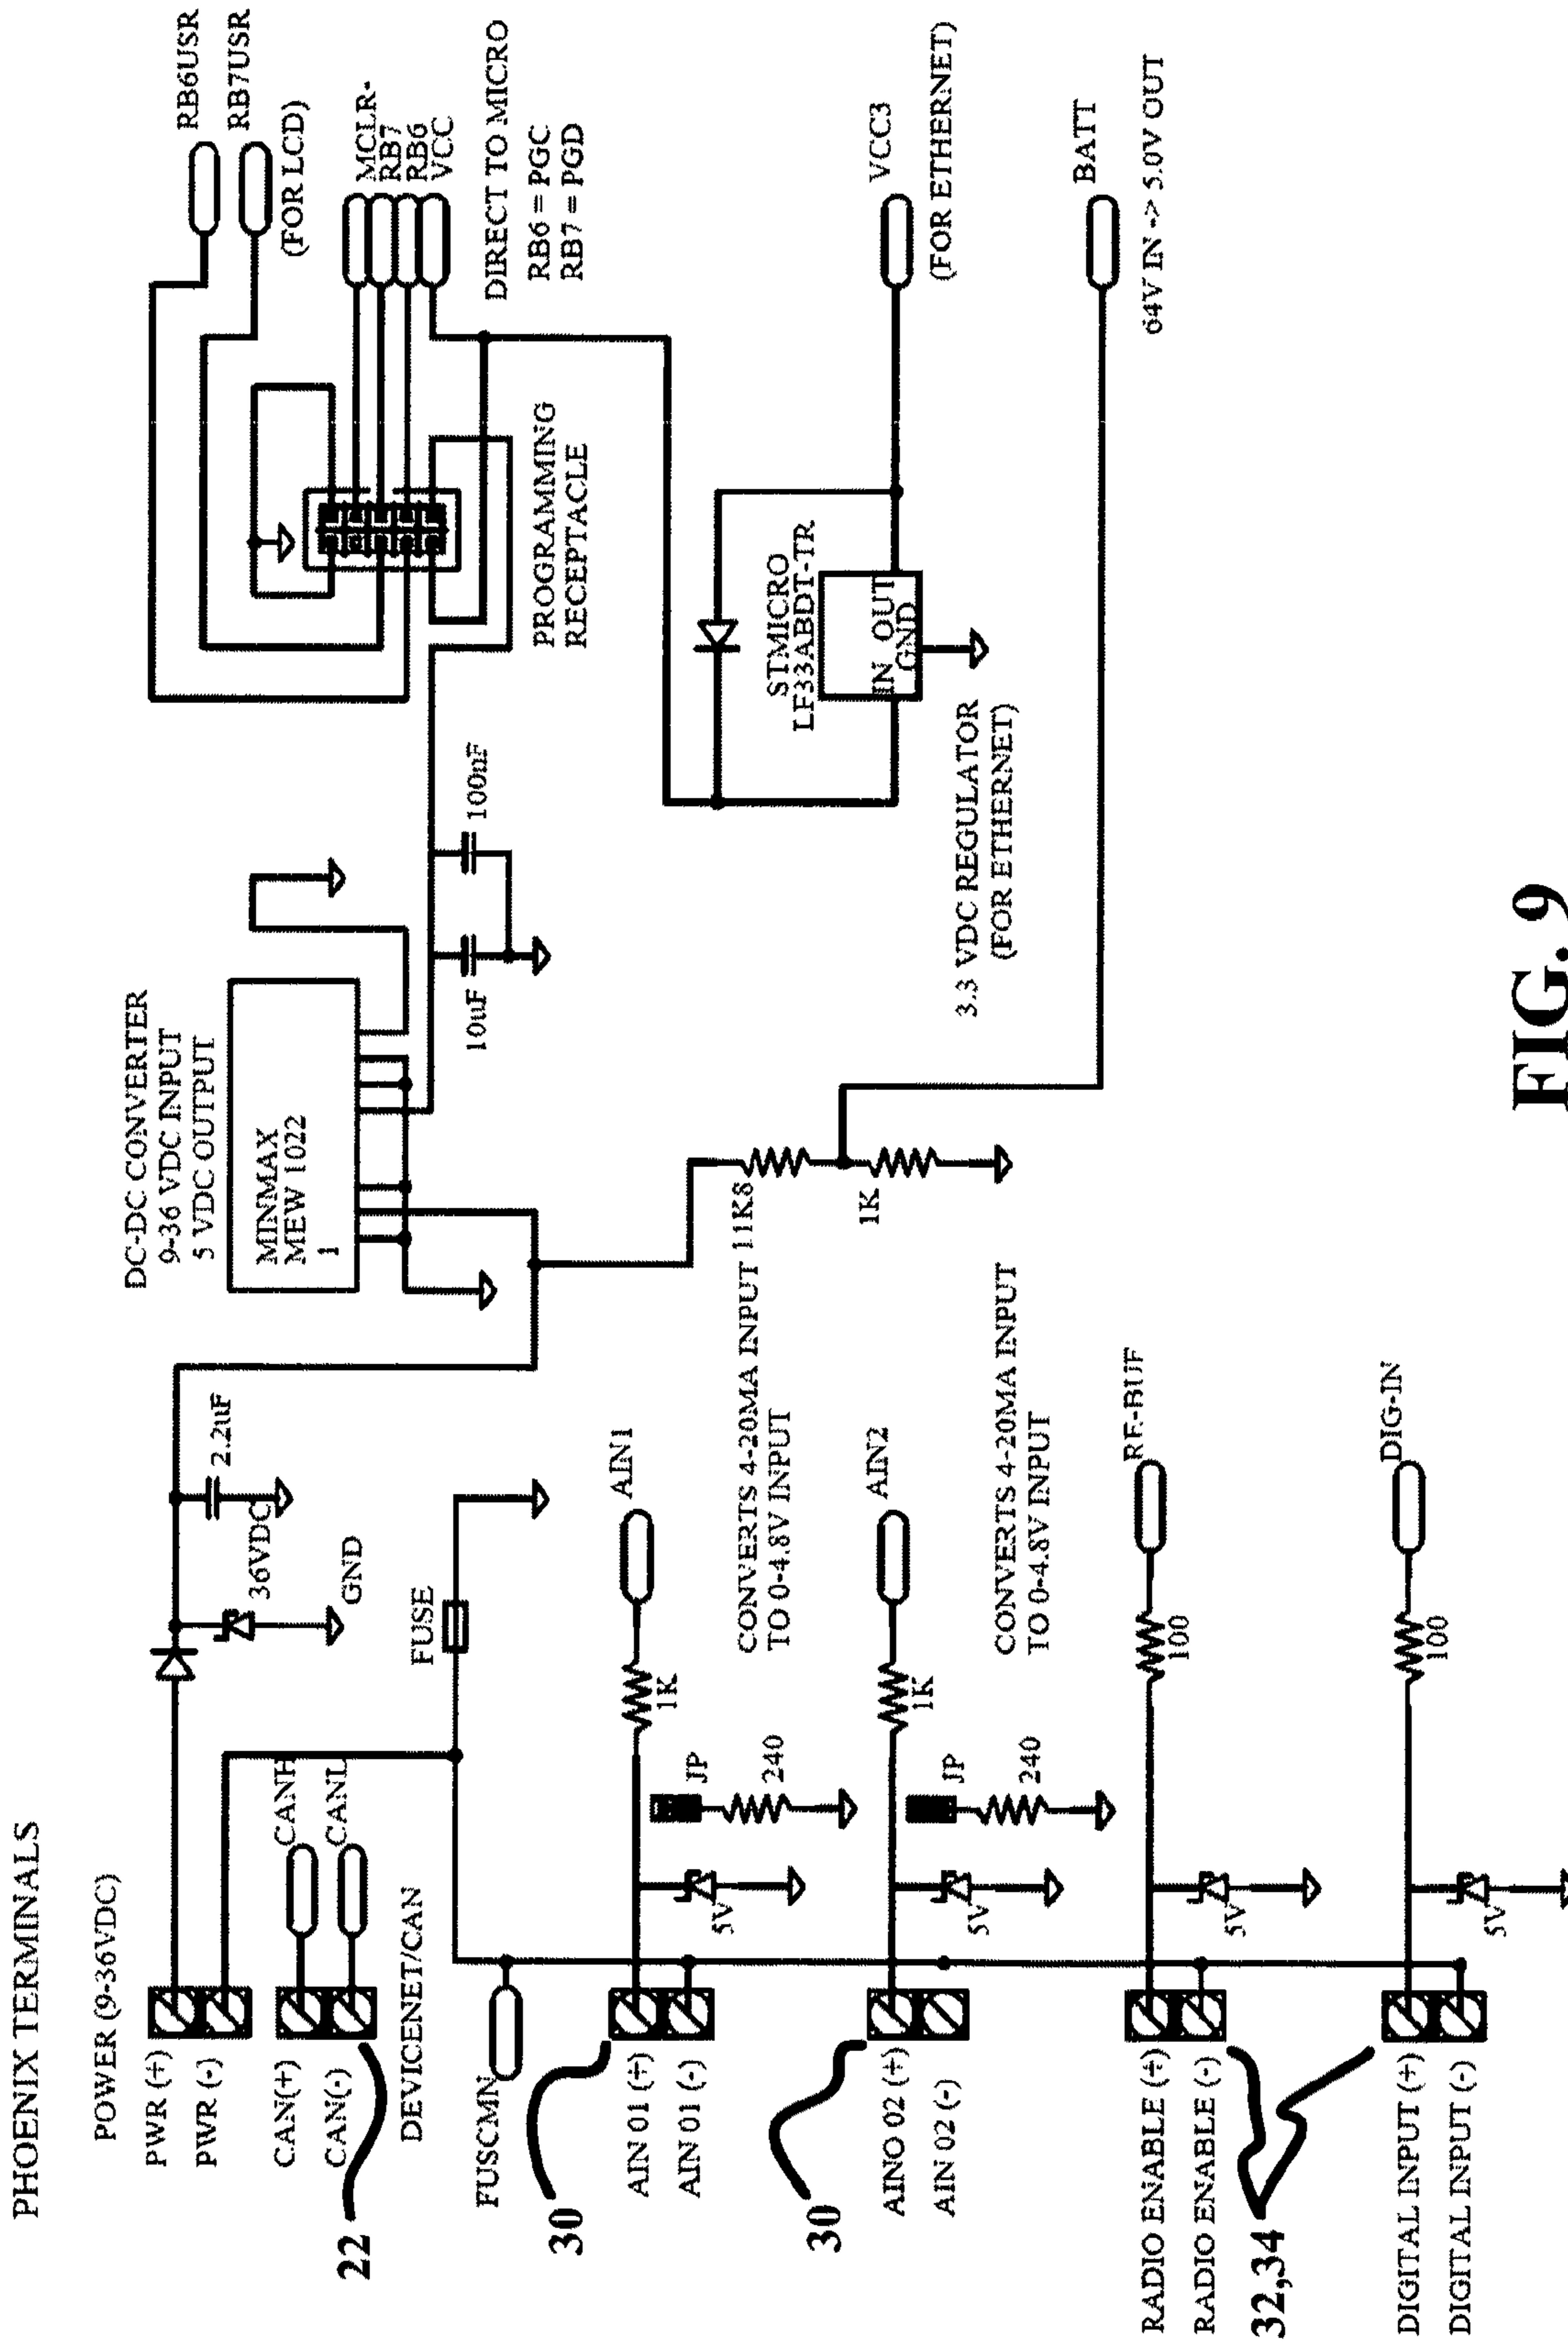 PHOENIX TERMINALS
POWER (9-36VDC)
PWR (+)
PWR (-)
CAN(+)
CAN(-)
22
DEVICENET/CAN
CANH
CANL
36VDC
2.2uF
GND
FUSE
FUSCMN
DC-DC CONVERTER
9-36 VDC INPUT
5 VDC OUTPUT
MINMAX
MEW 1022
1
10uF
100nF
RB6USR
RB7USR
(FOR LCD)
MCLR-
RB7
RB6
VCC
DIRECT TO MICRO
RB6 = PGC
RB7 = PGD
PROGRAMMING
RECEPTACLE
30
AIN 01 (+)
AIN 01 (-)
5V
JP
240
1K
AIN1
CONVERTS 4-20MA INPUT
TO 0-4.8V INPUT
11K8
1K
STMICRO
LF33ABDT-TR
IN OUT
GND
3.3 VDC REGULATOR
(FOR ETHERNET)
VCC3
(FOR ETHERNET)
BATT
64V IN -> 5.0V OUT
30
AINO 02 (+)
AIN 02 (-)
5V
JP
240
1K
AIN2
CONVERTS 4-20MA INPUT
TO 0-4.8V INPUT
RADIO ENABLE (+)
RADIO ENABLE (-)
5V
100
RE-BUF
32,34
DIGITAL INPUT (+)
DIGITAL INPUT (-)
5V
100
DIG-IN
FIG. 9